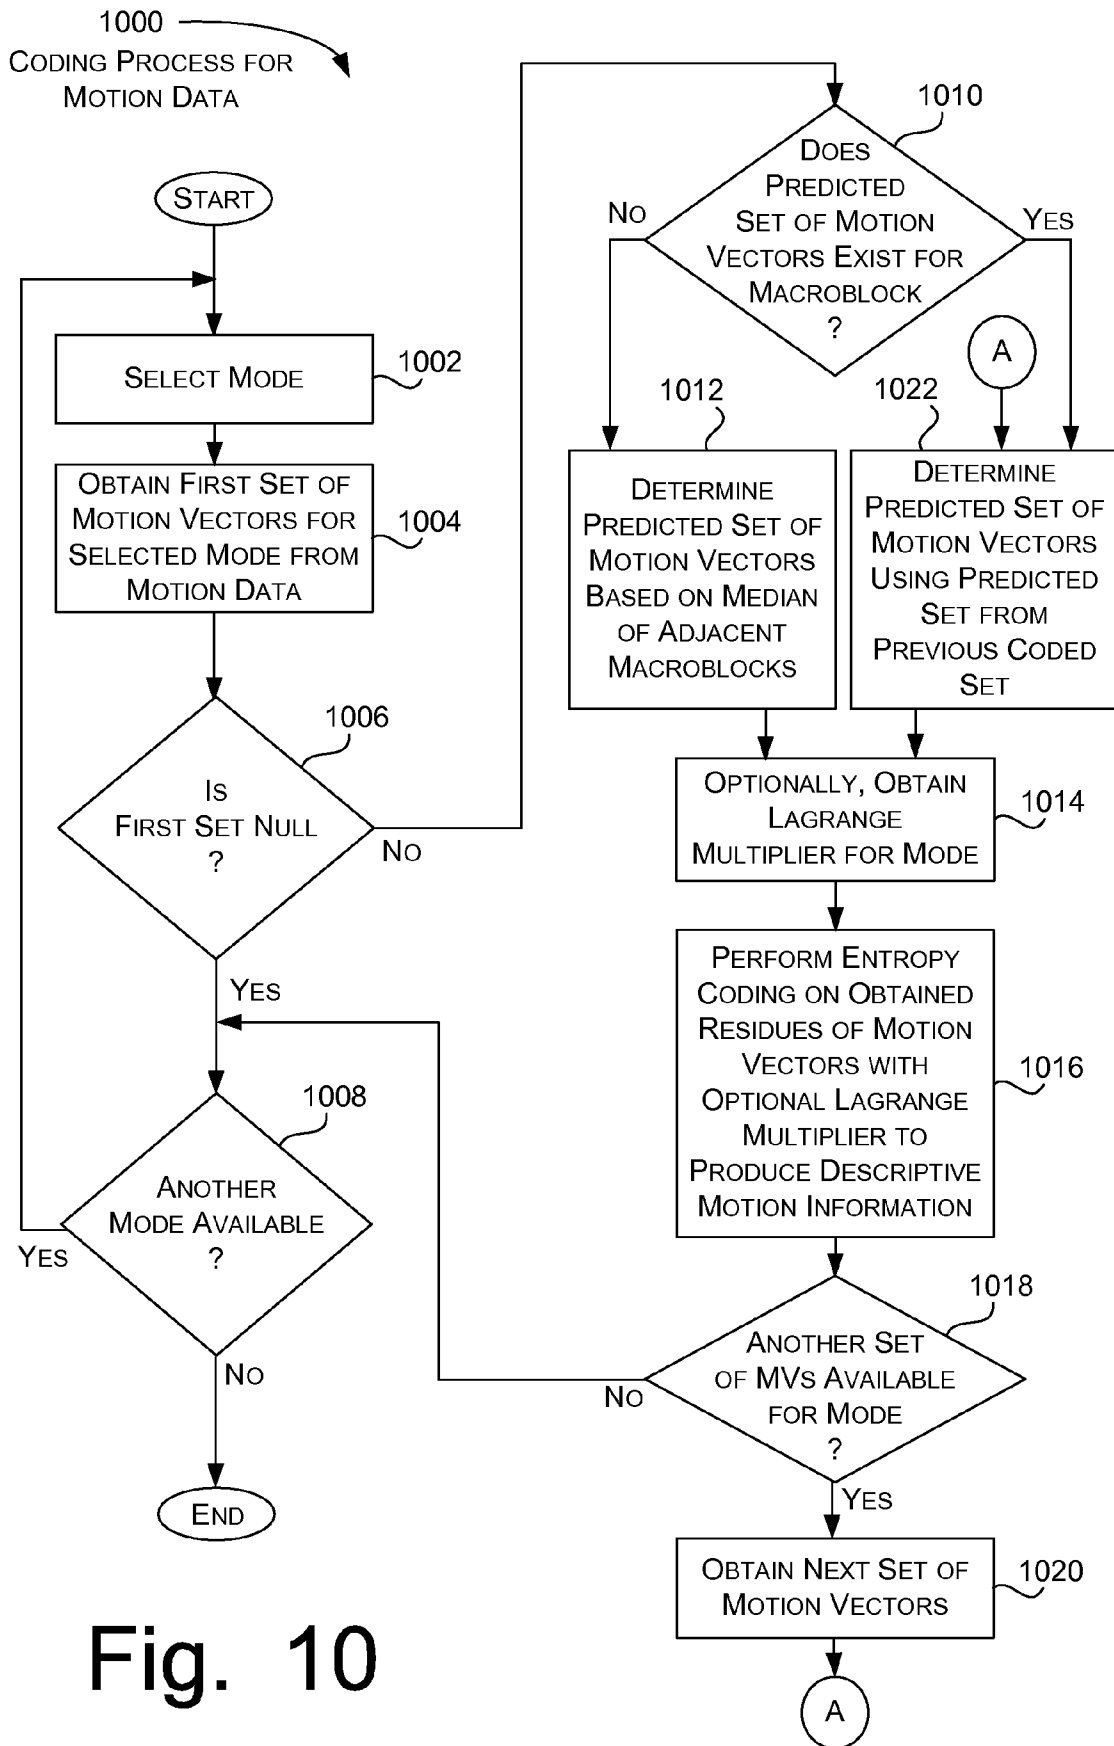 1000
CODING PROCESS FOR
MOTION DATA
START
SELECT MODE
1002
OBTAIN FIRST SET OF
MOTION VECTORS FOR
SELECTED MODE FROM
MOTION DATA
1004
IS
FIRST SET NULL
?
1006
NO
YES
ANOTHER
MODE AVAILABLE
?
1008
YES
NO
END
DOES
PREDICTED
SET OF MOTION
VECTORS EXIST FOR
MACROBLOCK
?
1010
NO
YES
A
1012
DETERMINE
PREDICTED SET OF
MOTION VECTORS
BASED ON MEDIAN
OF ADJACENT
MACROBLOCKS
1022
DETERMINE
PREDICTED SET OF
MOTION VECTORS
USING PREDICTED
SET FROM
PREVIOUS CODED
SET
OPTIONALLY, OBTAIN
LAGRANGE
MULTIPLIER FOR MODE
1014
PERFORM ENTROPY
CODING ON OBTAINED
RESIDUES OF MOTION
VECTORS WITH
OPTIONAL LAGRANGE
MULTIPLIER TO
PRODUCE DESCRIPTIVE
MOTION INFORMATION
1016
ANOTHER SET
OF MVS AVAILABLE
FOR MODE
?
1018
NO
YES
OBTAIN NEXT SET OF
MOTION VECTORS
1020
A
Fig. 10